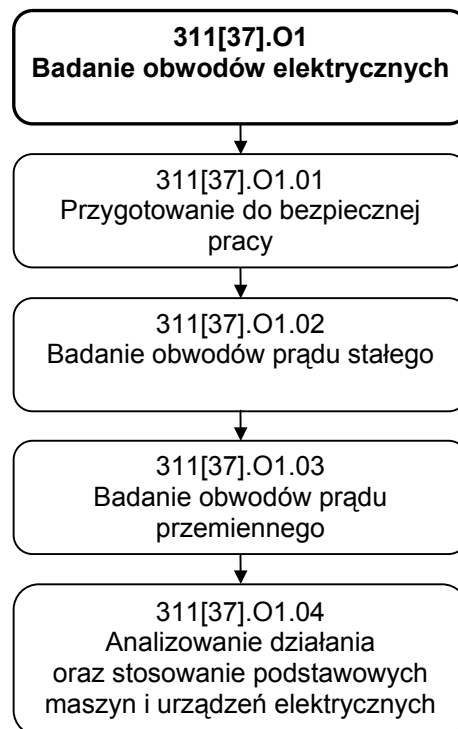 311[37].O1
Badanie obwodów elektrycznych
311[37].O1.01
Przygotowanie do bezpiecznej
pracy
311[37].O1.02
Badanie obwodów prądu stałego
311[37].O1.03
Badanie obwodów prądu
przemiennego
311[37].O1.04
Analizowanie działania
oraz stosowanie podstawowych
maszyn i urządzeń elektrycznych